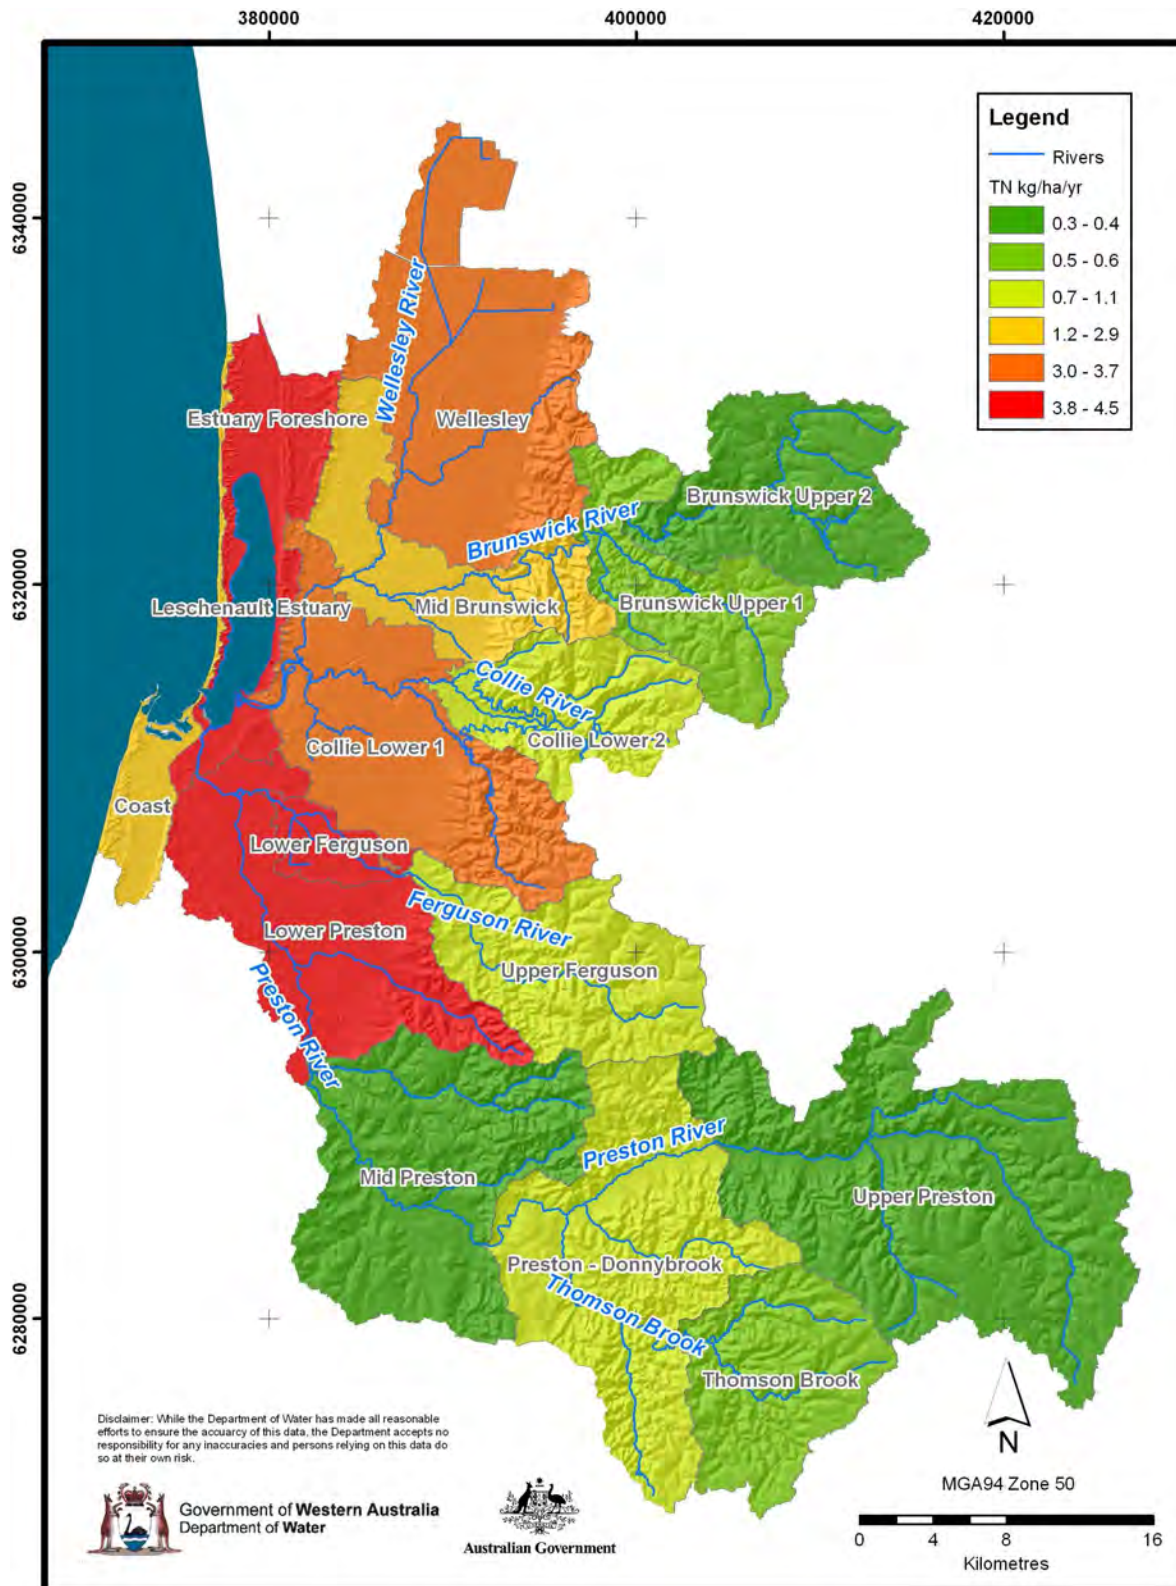 380000
400000
420000
6340000
6320000
6300000
6280000
Legend
Rivers
TN kg/ha/yr
0.3 - 0.4
0.5 - 0.6
0.7 - 1.1
1.2 - 2.9
3.0 - 3.7
3.8 - 4.5
Wellesley River
Estuary Foreshore
Wellesley
Brunswick Upper 2
Brunswick River
Leschenault Estuary
Mid Brunswick
Brunswick Upper 1
Collie River
Collie Lower 1
Collie Lower 2
Coast
Lower Ferguson
Ferguson River
Lower Preston
Upper Ferguson
Preston River
Preston River
Mid Preston
Upper Preston
Preston - Donnybrook
Thomson Brook
Thomson Brook
Disclaimer: While the Department of Water has made all reasonable
efforts to ensure the accuarcy of this data, the Department accepts no
responsibility for any inaccuracies and persons relying on this data do
so at their own risk.
Government of Western Australia
Department of Water
Australian Government
N
MGA94 Zone 50
0 4 8 16
Kilometres